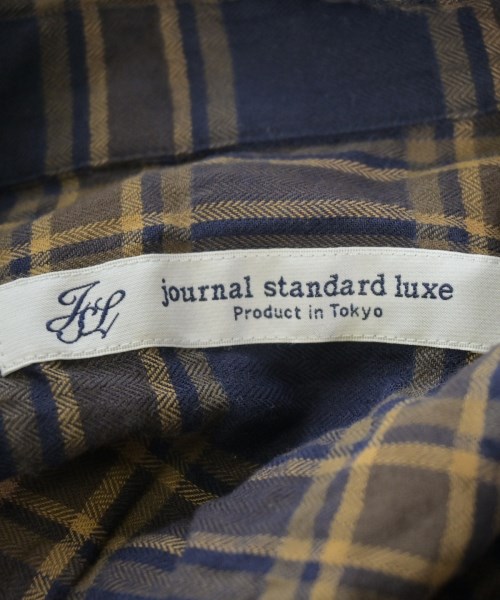 JSL
journal standard luxe
Product in Tokyo